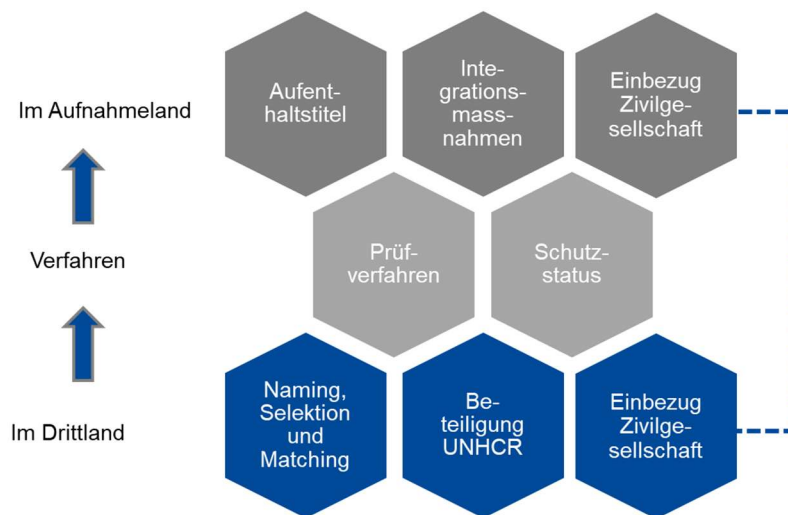 Im Aufnahmeland
Aufent-
haltstitel
Inte-
grations-
mass-
nahmen
Einbezug
Zivilge-
sellschaft
Verfahren
Prüf-
verfahren
Schutz-
status
Im Drittland
Naming,
Selektion
und
Matching
Be-
teiligung
UNHCR
Einbezug
Zivilge-
sellschaft